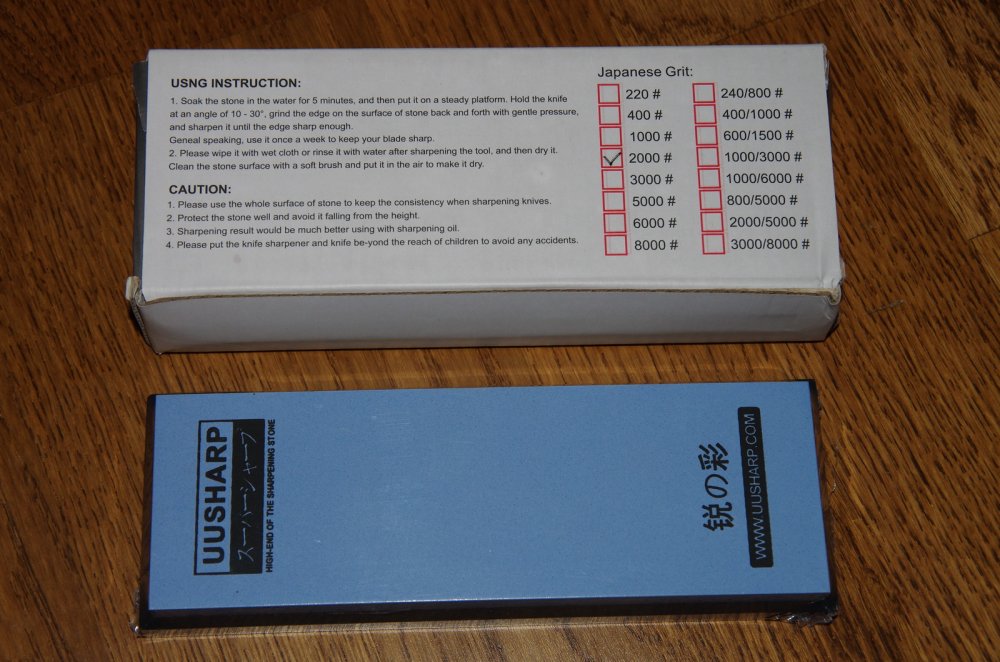 USNG INSTRUCTION:
1. Soak the stone in the water for 5 minutes, and then put it on a steady platform. Hold the knife
at an angle of 10 - 30°, grind the edge on the surface of stone back and forth with gentle pressure,
and sharpen it until the edge sharp enough.
Geneal speaking, use it once a week to keep your blade sharp.
2. Please wipe it with wet cloth or rinse it with water after sharpening the tool, and then dry it.
Clean the stone surface with a soft brush and put it in the air to make it dry.
CAUTION:
1. Please use the whole surface of stone to keep the consistency when sharpening knives.
2. Protect the stone well and avoid it falling from the height.
3. Sharpening result would be much better using with sharpening oil.
4. Please put the knife sharpener and knife be-yond the reach of children to avoid any accidents.
Japanese Grit:
220 # 240/800 #
400 # 400/1000 #
1000 # 600/1500 #
2000 # 1000/3000 #
3000 # 1000/6000 #
5000 # 800/5000 #
6000 # 2000/5000 #
8000 # 3000/8000 #
UUSHARP
スーパーシャープ
HIGH-END OF THE SHARPENING STONE
锐の彩
WWW.UUSHARP.COM